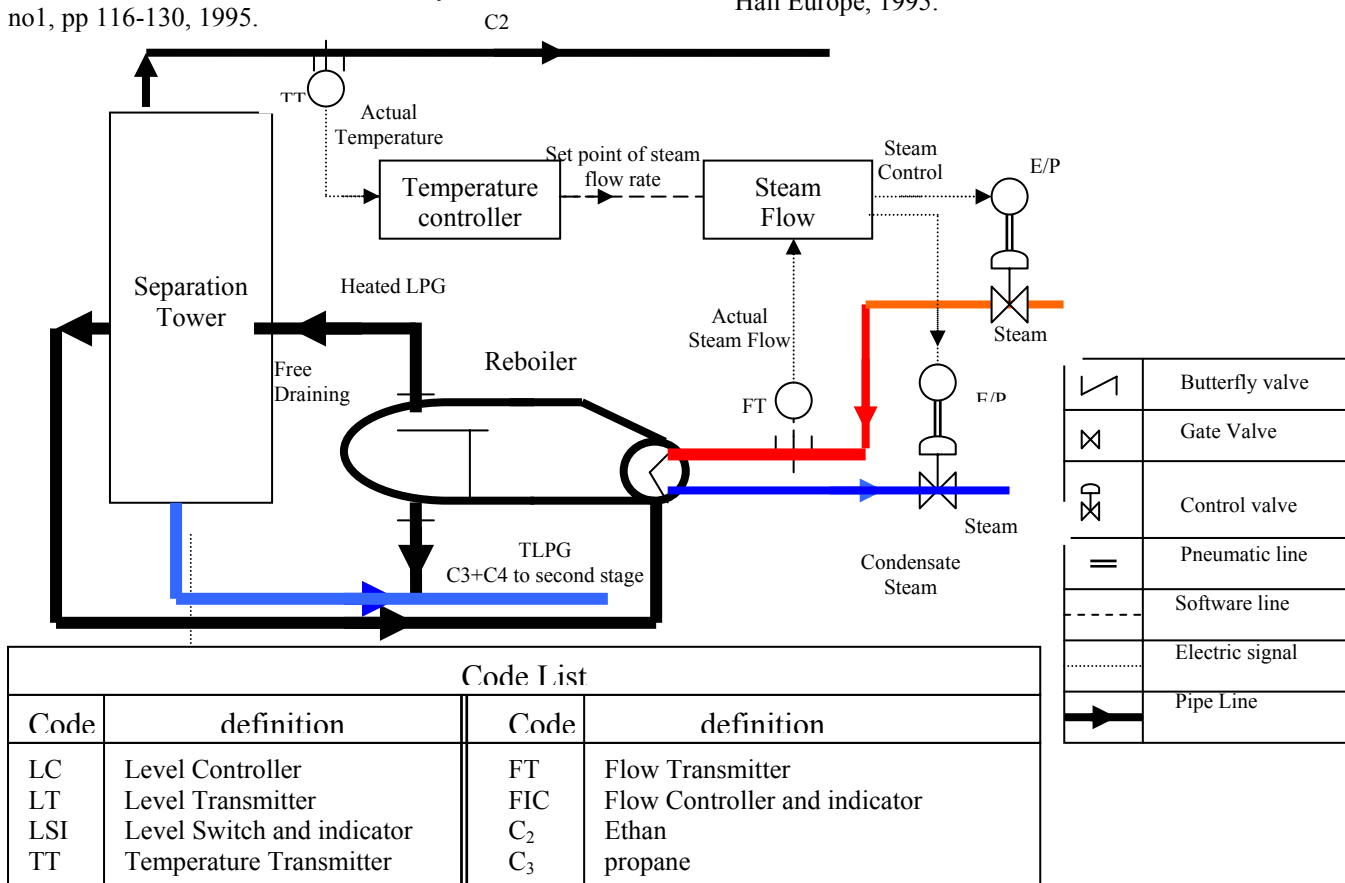 no1, pp 116-130, 1995.
Hall Europe, 1995.
C2
TT
Actual
Temperature
Temperature
controller
Set point of steam
flow rate
Steam
Flow
Steam
Control
E/P
Separation
Tower
Heated LPG
Free
Draining
Reboiler
Actual
Steam Flow
FT
Steam
E/P
Steam
Condensate
Steam
TLPG
C3+C4 to second stage
Butterfly valve
Gate Valve
Control valve
Pneumatic line
Software line
Electric signal
Pipe Line
Code List
Code definition Code definition
LC Level Controller FT Flow Transmitter
LT Level Transmitter FIC Flow Controller and indicator
LSI Level Switch and indicator C₂ Ethan
TT Temperature Transmitter C₃ propane